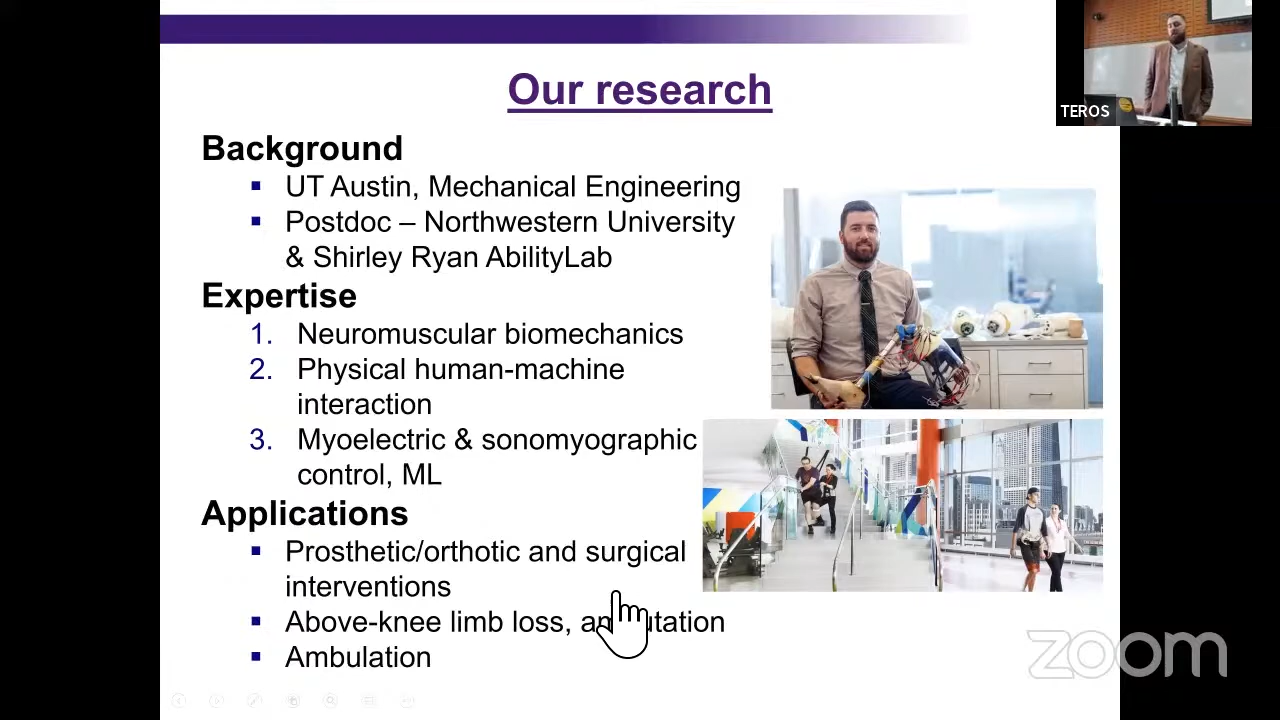 Our research
TEROS
Background
▪ UT Austin, Mechanical Engineering
▪ Postdoc – Northwestern University
& Shirley Ryan AbilityLab
Expertise
1. Neuromuscular biomechanics
2. Physical human-machine
interaction
3. Myoelectric & sonomyographic
control, ML
Applications
▪ Prosthetic/orthotic and surgical
interventions
▪ Above-knee limb loss, amputation
▪ Ambulation
zoom